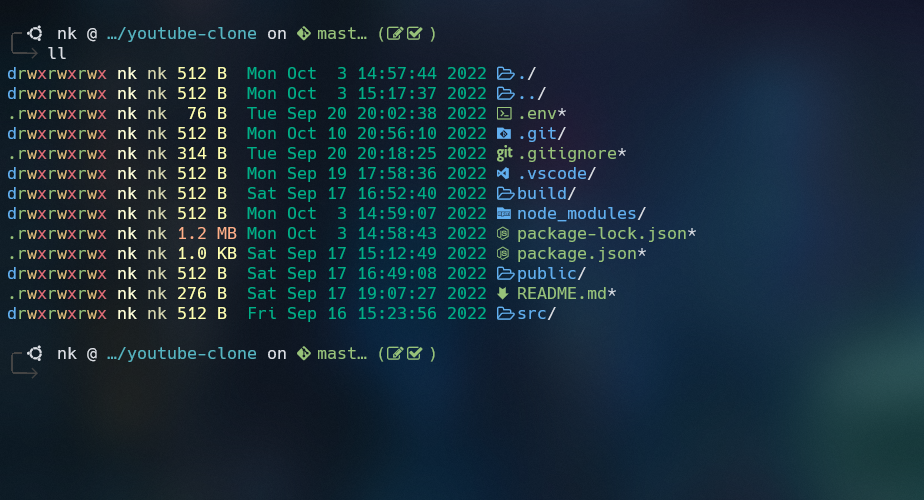 nk @ …/youtube-clone on mast… ( )
ll
drwxrwxrwx nk nk 512 B Mon Oct 3 14:57:44 2022 ./
drwxrwxrwx nk nk 512 B Mon Oct 3 15:17:37 2022 ../
.rwxrwxrwx nk nk 76 B Tue Sep 20 20:02:38 2022 .env*
drwxrwxrwx nk nk 512 B Mon Oct 10 20:56:10 2022 .git/
.rwxrwxrwx nk nk 314 B Tue Sep 20 20:18:25 2022 git .gitignore*
drwxrwxrwx nk nk 512 B Mon Sep 19 17:58:36 2022 .vscode/
drwxrwxrwx nk nk 512 B Sat Sep 17 16:52:40 2022 build/
drwxrwxrwx nk nk 512 B Mon Oct 3 14:59:07 2022 node_modules/
.rwxrwxrwx nk nk 1.2 MB Mon Oct 3 14:58:43 2022 package-lock.json*
.rwxrwxrwx nk nk 1.0 KB Sat Sep 17 15:12:49 2022 package.json*
drwxrwxrwx nk nk 512 B Sat Sep 17 16:49:08 2022 public/
.rwxrwxrwx nk nk 276 B Sat Sep 17 19:07:27 2022 README.md*
drwxrwxrwx nk nk 512 B Fri Sep 16 15:23:56 2022 src/
nk @ …/youtube-clone on mast… ( )